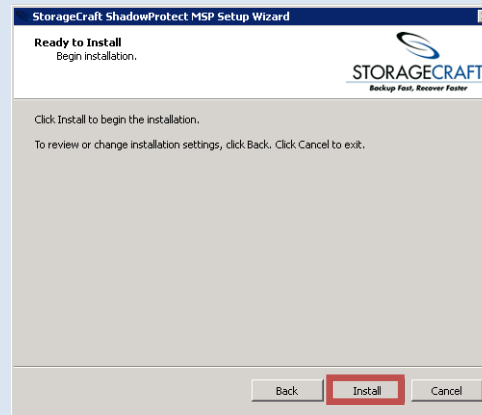 StorageCraft ShadowProtect MSP Setup Wizard
Ready to Install
Begin installation.
STORAGECRAFT
Backup Fast, Recover Faster
Click Install to begin the installation.
To review or change installation settings, click Back. Click Cancel to exit.
Back Install Cancel